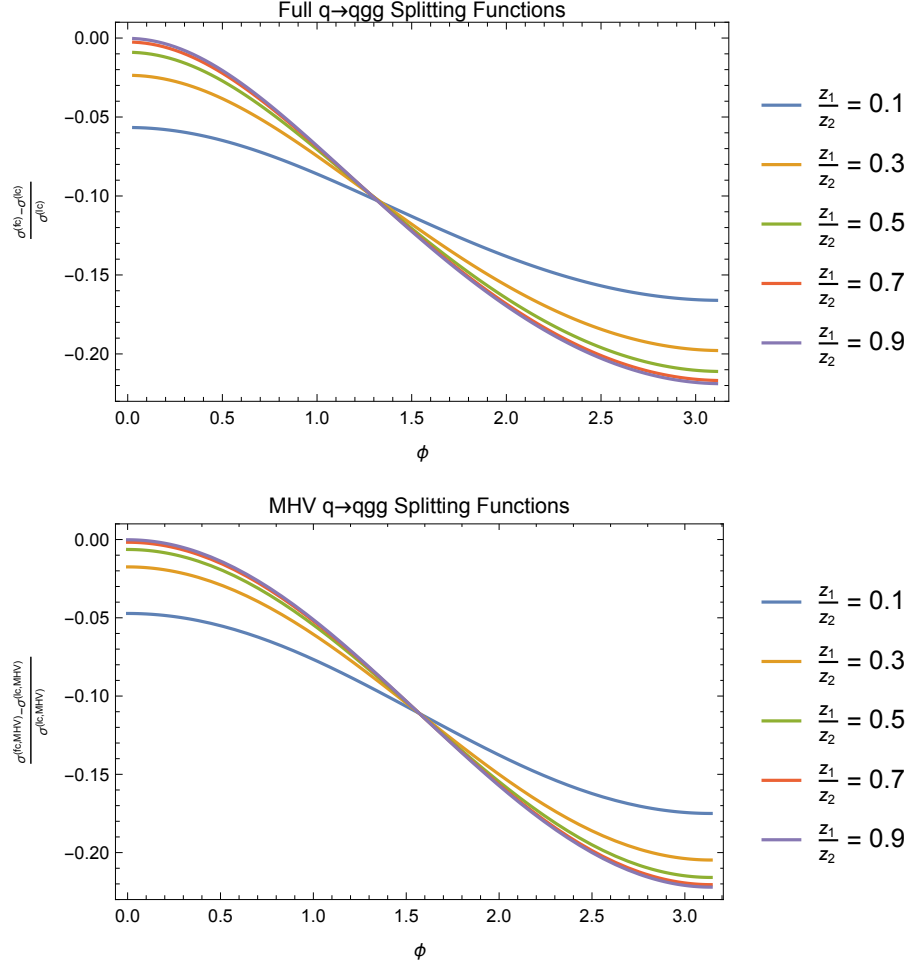 Full q→qgg Splitting Functions
0.00
-0.05
-0.10
-0.15
-0.20
σ^(fc)-σ^(lc)
σ^(lc)
0.0 0.5 1.0 1.5 2.0 2.5 3.0
ϕ
z₁/z₂ = 0.1
z₁/z₂ = 0.3
z₁/z₂ = 0.5
z₁/z₂ = 0.7
z₁/z₂ = 0.9
MHV q→qgg Splitting Functions
0.00
-0.05
-0.10
-0.15
-0.20
σ^(fc,MHV)-σ^(lc,MHV)
σ^(lc,MHV)
0.0 0.5 1.0 1.5 2.0 2.5 3.0
ϕ
z₁/z₂ = 0.1
z₁/z₂ = 0.3
z₁/z₂ = 0.5
z₁/z₂ = 0.7
z₁/z₂ = 0.9